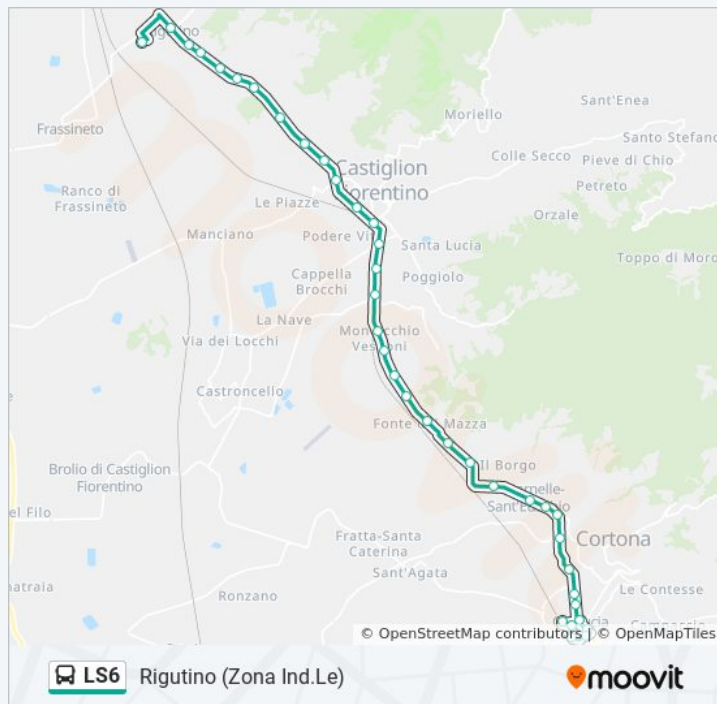 Frassineto
Sant'Enea
Moriello
Santo Stefano
Colle Secco
Pieve di Chio
Castiglion
Fiorentino
Petreto
Ranco di
Frassineto
Le Piazze
Orzale
Manciano
Podere
Santa Lucia
Toppo di Moro
Cappella
Brocchi
Poggiolo
La Nave
Via dei Locchi
Castroncello
Fonte
Mazza
Brolio di Castiglion
Fiorentino
Il Borgo
el Filo
Fratta-Santa
Caterina
Cortona
Sant'Agata
natraia
Ronzano
Le Contesse
© OpenStreetMap contributors | © OpenMapTiles
LS6 Rigutino (Zona Ind.Le)
moovit